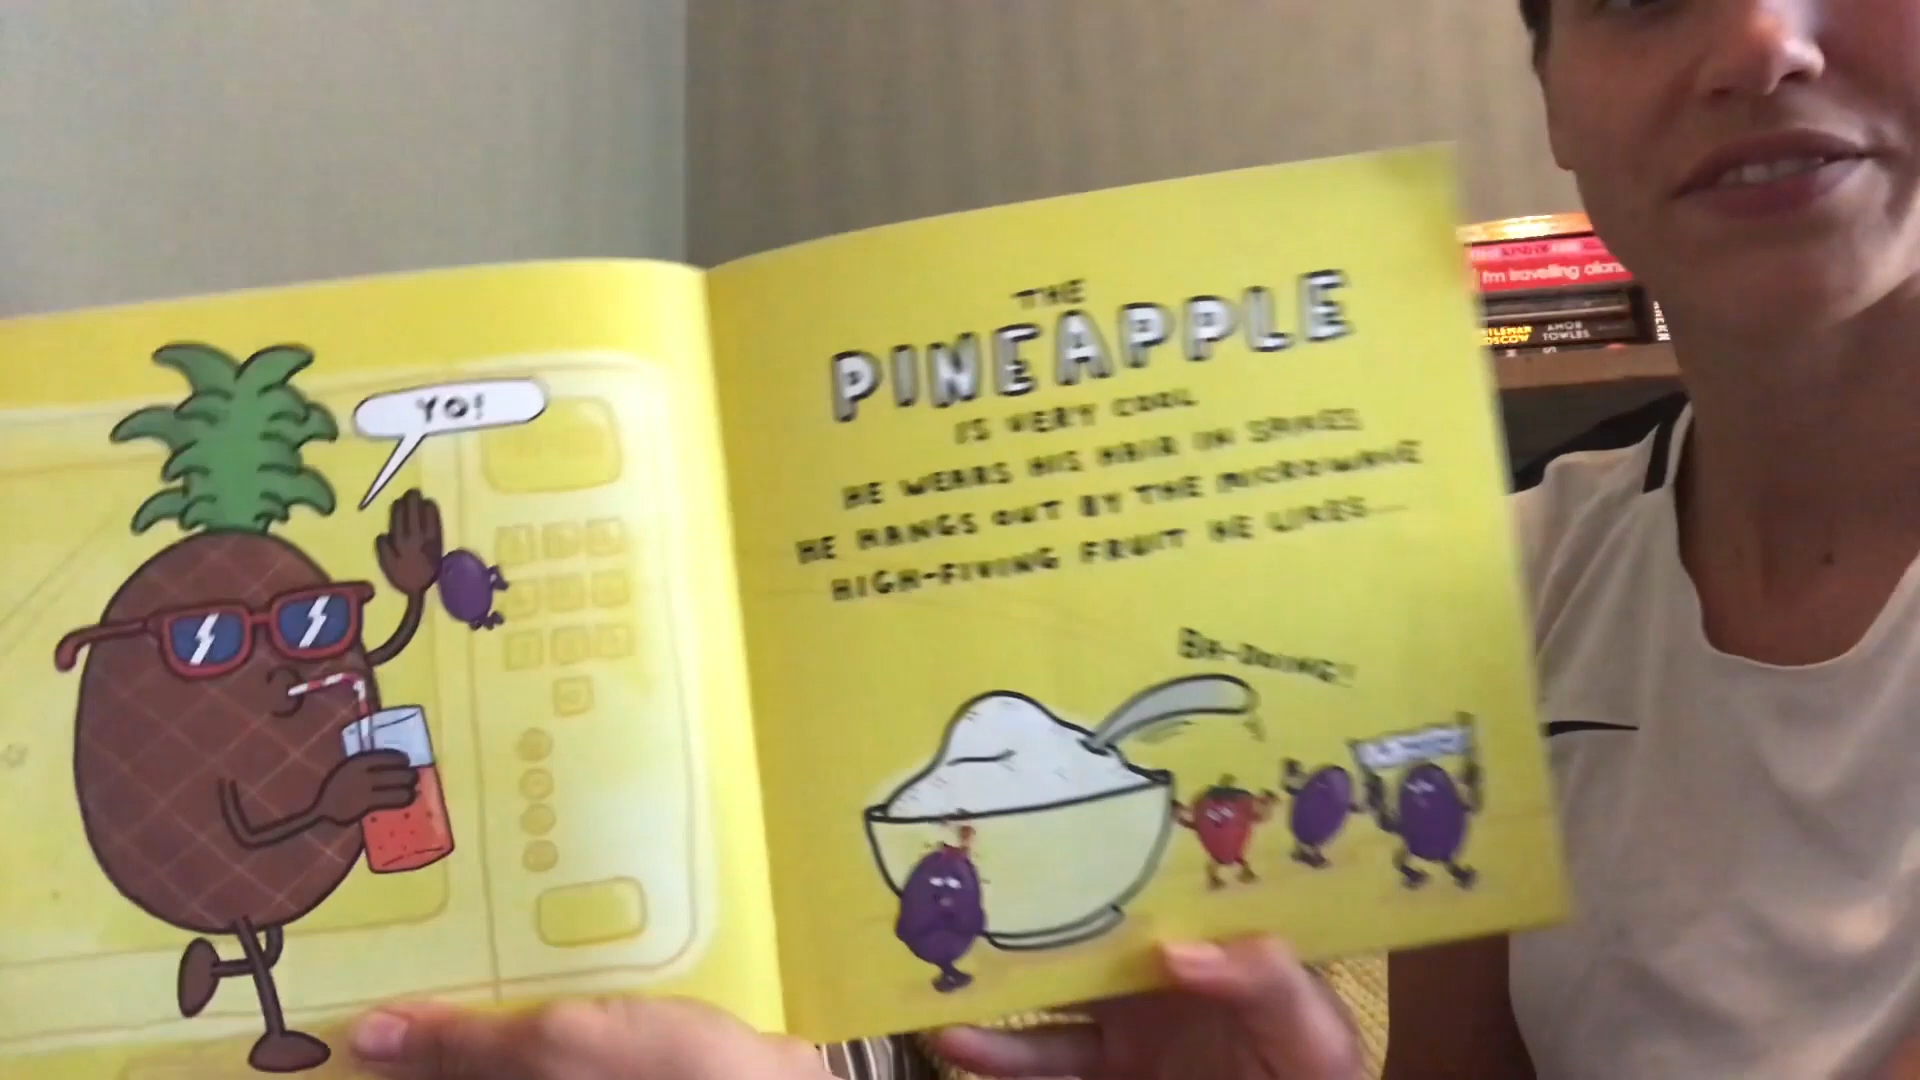 YO!
THE
PINEAPPLE
IS VERY COOL
HE WEARS HIS HAIR IN SPIKES
HE HANGS OUT BY THE MICROWAVE
HIGH-FIVING FRUIT HE LIKES...
BA-DOING!
I'm travelling alone
AMOR
TOWLES